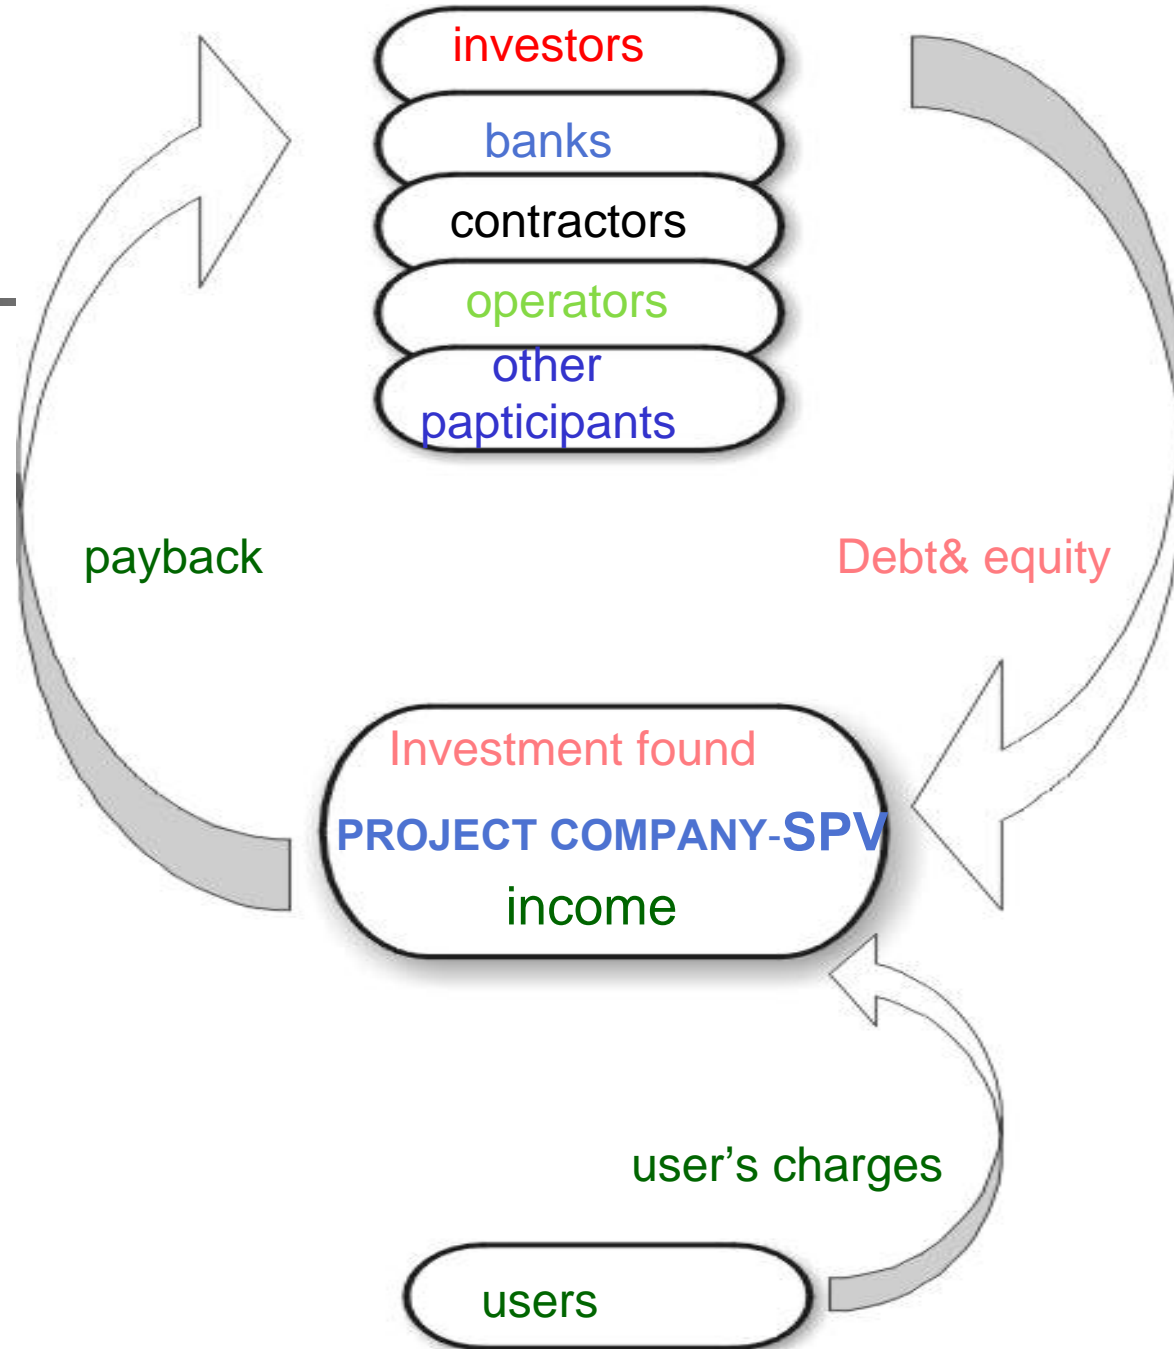 investors
banks
contractors
operators
other
papticipants
payback
Debt& equity
Investment found
PROJECT COMPANY-SPV
income
user’s charges
users